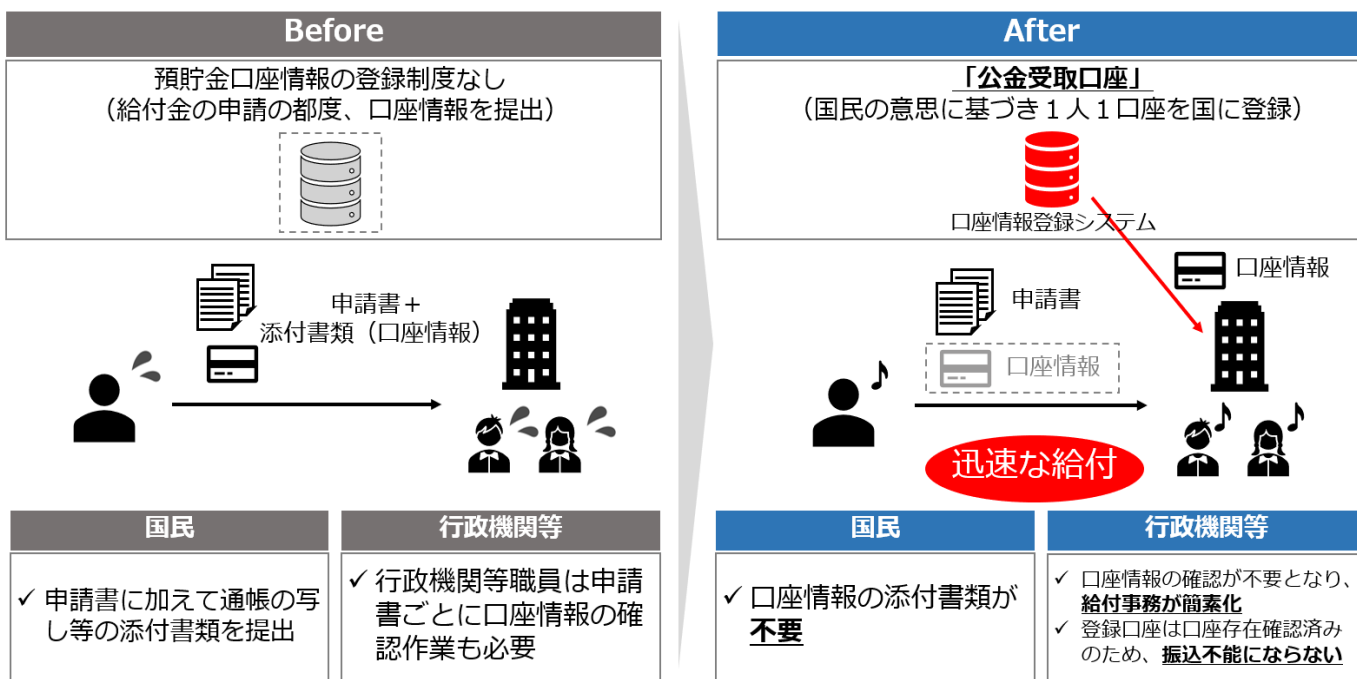 Before
預貯金口座情報の登録制度なし
（給付金の申請の都度、口座情報を提出）
申請書＋
添付書類（口座情報）
国民
✓ 申請書に加えて通帳の写
し等の添付書類を提出
行政機関等
✓ 行政機関等職員は申請
書ごとに口座情報の確
認作業も必要
After
「公金受取口座」
（国民の意思に基づき１人１口座を国に登録）
口座情報登録システム
口座情報
申請書
口座情報
迅速な給付
国民
✓ 口座情報の添付書類が
不要
行政機関等
✓ 口座情報の確認が不要となり、
給付事務が簡素化
✓ 登録口座は口座存在確認済み
のため、振込不能にならない